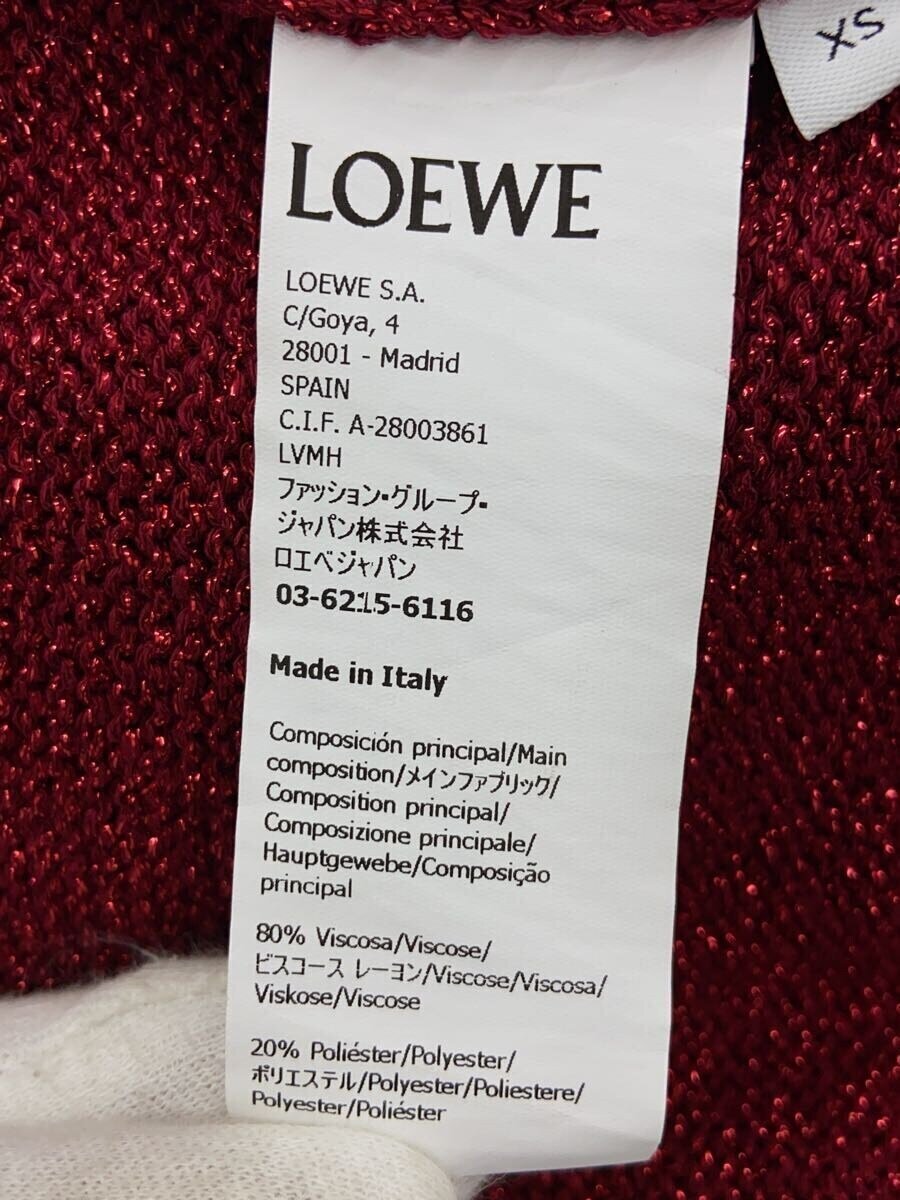 XS
LOEWE
LOEWE S.A.
C/Goya, 4
28001 - Madrid
SPAIN
C.I.F. A-28003861
LVMH
ファッション・グループ・
ジャパン株式会社
ロエベジャパン
03-6215-6116
Made in Italy
Composición principal/Main
composition/メインファブリック/
Composition principal/
Composizione principale/
Hauptgewebe/Composição
principal
80% Viscosa/Viscose/
ビスコース レーヨン/Viscose/Viscosa/
Viskose/Viscose
20% Poliéster/Polyester/
ポリエステル/Polyester/Poliestere/
Polyester/Poliéster